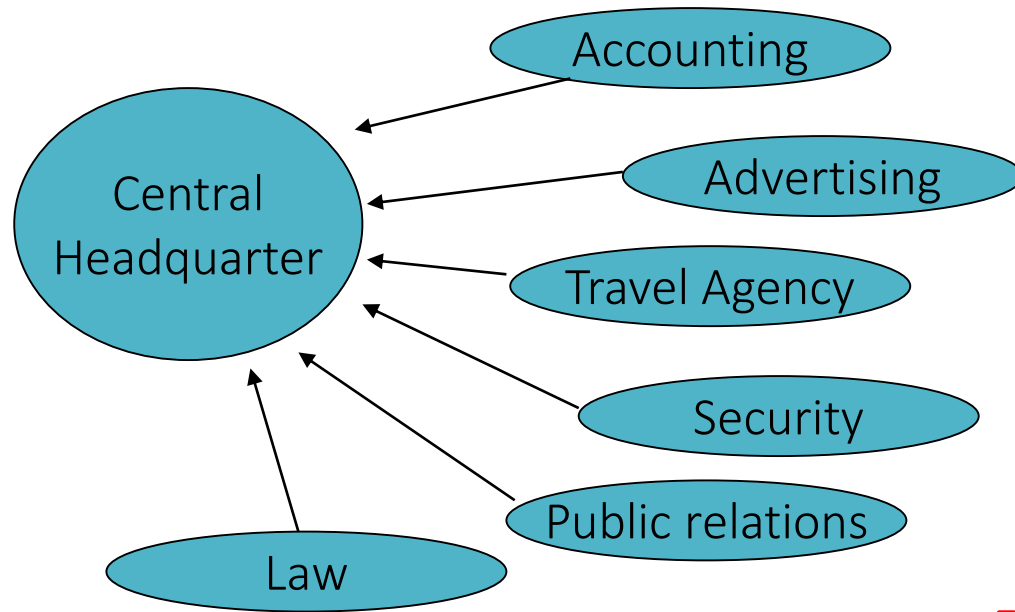 Accounting
Central
Headquarter
Advertising
Travel Agency
Security
Public relations
Law